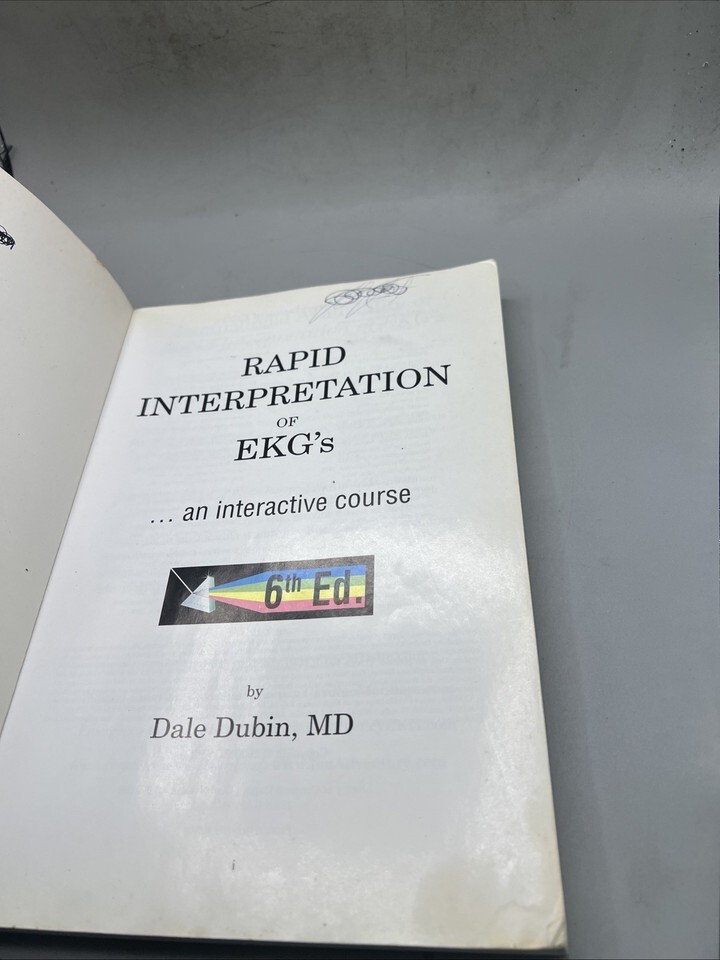 RAPID
INTERPRETATION
OF
EKG's
... an interactive course
6th Ed.
by
Dale Dubin, MD
i